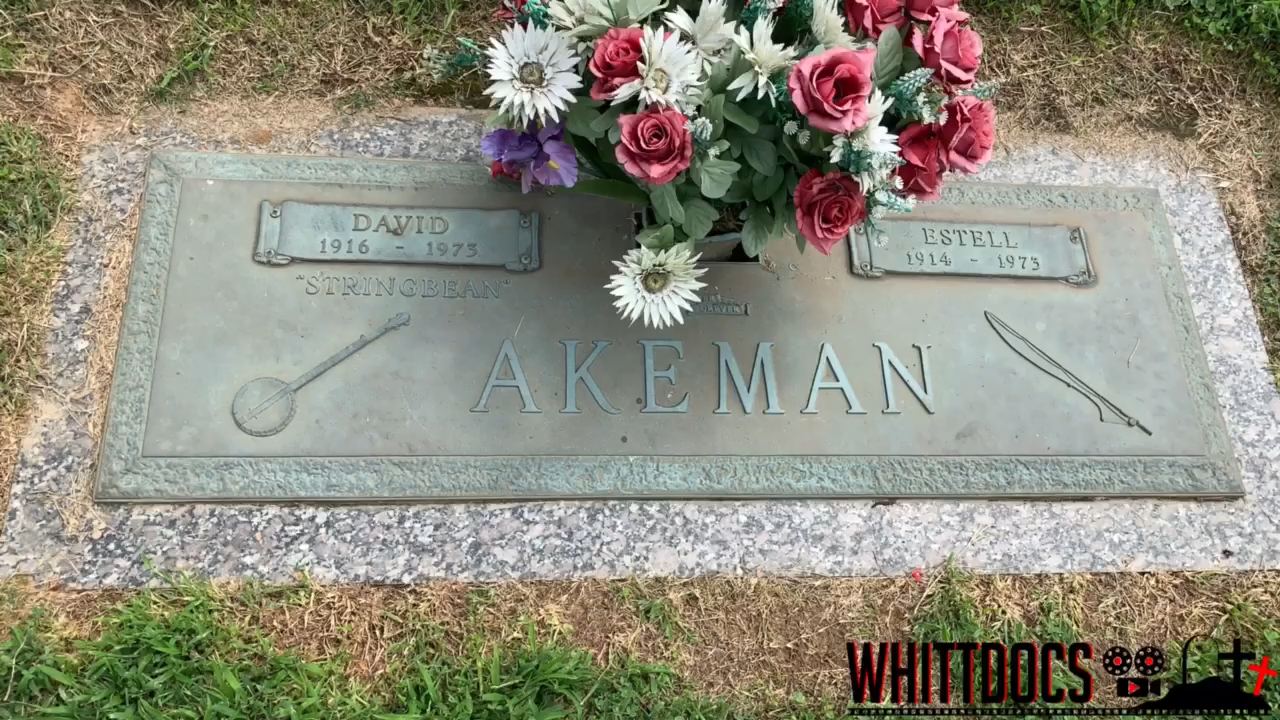 DAVID
1916 - 1973
"STRINGBEAN"
ESTELL
1914 - 1973
AKEMAN
WHITTDOCS